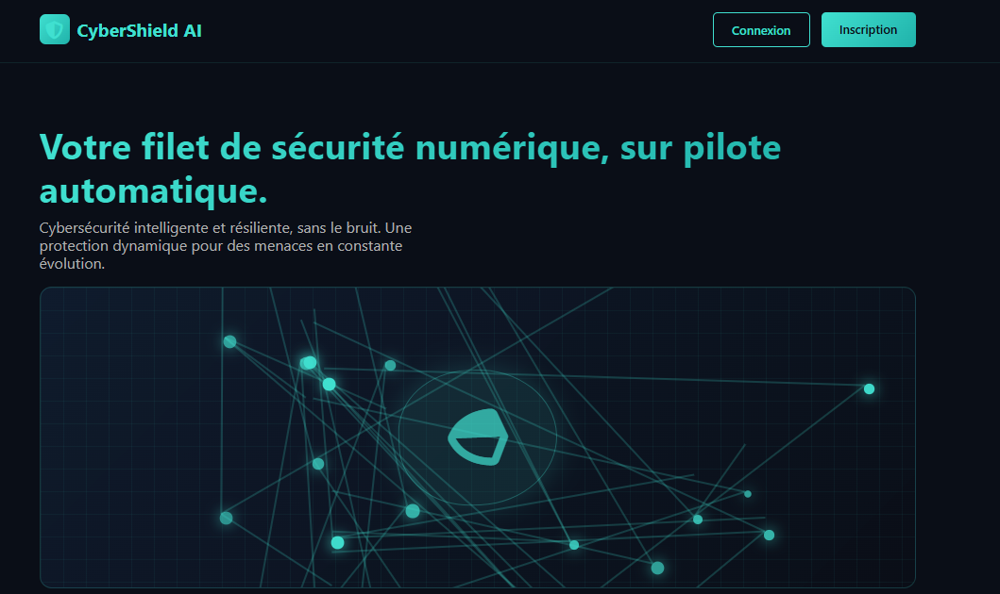 CyberShield AI
Connexion
Inscription
Votre filet de sécurité numérique, sur pilote
automatique.
Cybersécurité intelligente et résiliente, sans le bruit. Une
protection dynamique pour des menaces en constante
évolution.